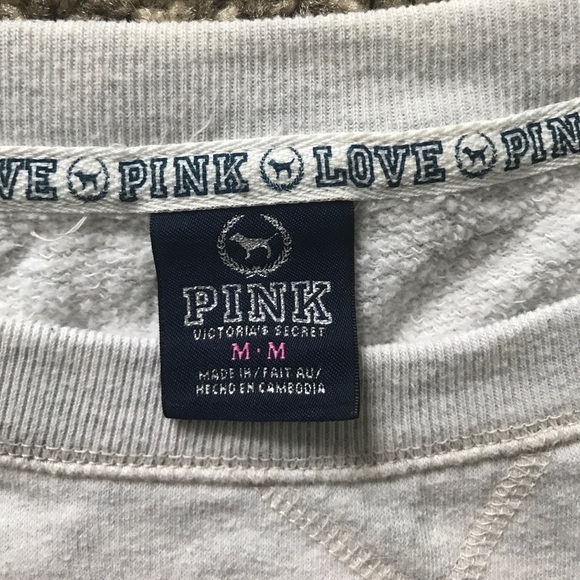 VE PINK LOVE PIN
PINK
VICTORIA'S SECRET
M · M
MADE IN/FAIT AU/
HECHO EN CAMBODIA